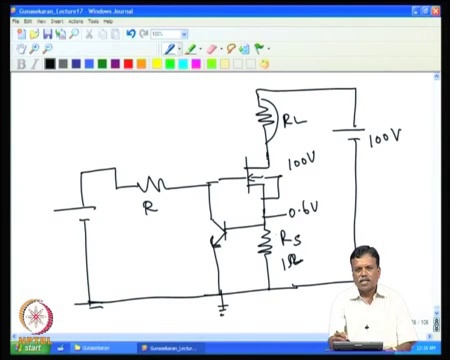 Gunasekaran_Lecture17 - Windows Journal
File Edit View Insert Actions Tools Help
100%
B I
RL
100V
100V
R
0.6V
RS
1Ω
start
Gunasekaran
Gunasekaran_Lectu...